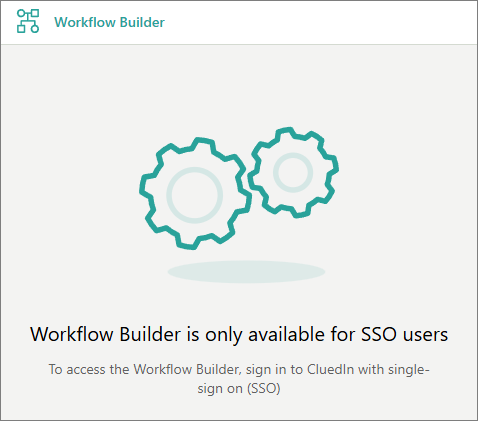 Workflow Builder
Workflow Builder is only available for SSO users
To access the Workflow Builder, sign in to CluedIn with single-
sign on (SSO)